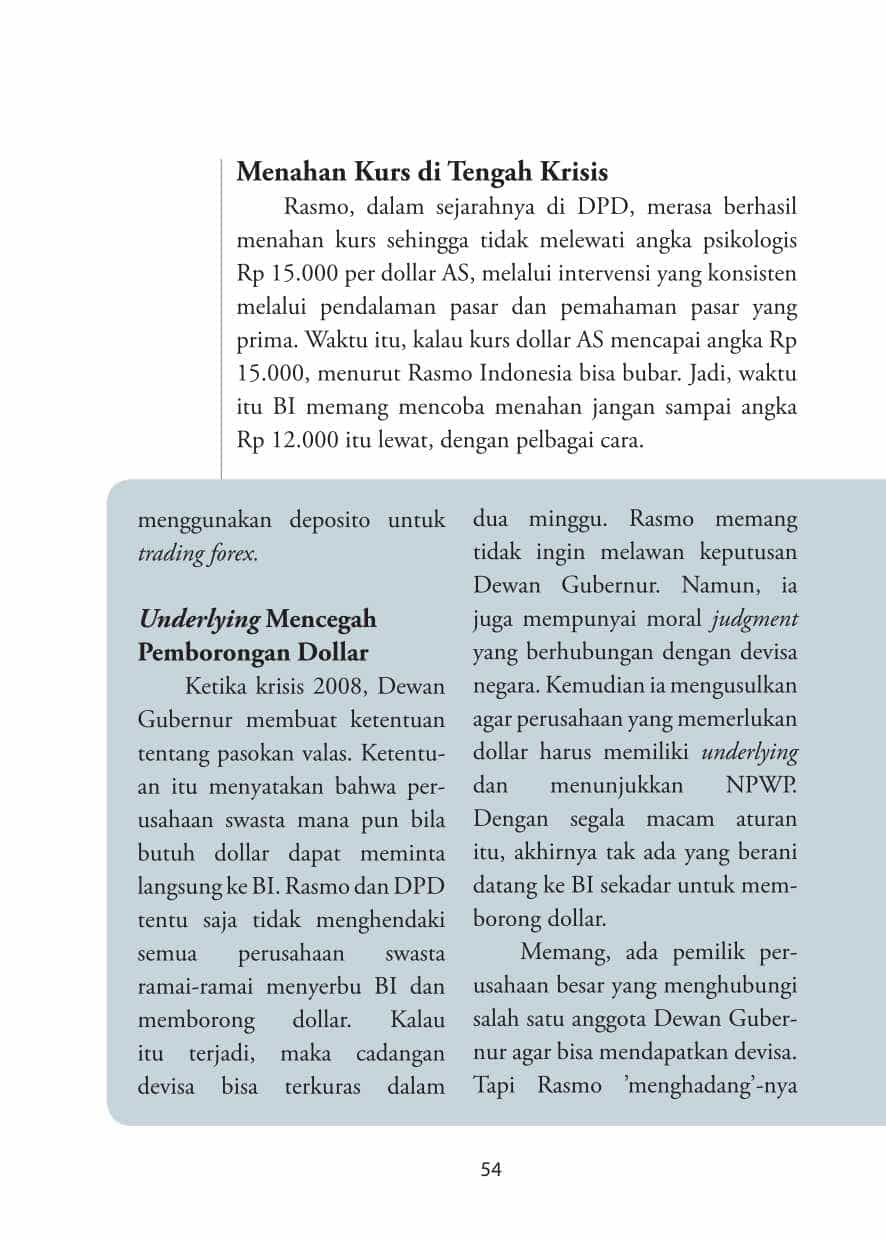 Menahan Kurs di Tengah Krisis
Rasmo, dalam sejarahnya di DPD, merasa berhasil
menahan kurs sehingga tidak melewati angka psikologis
Rp 15.000 per dollar AS, melalui intervensi yang konsisten
melalui pendalaman pasar dan pemahaman pasar yang
prima. Waktu itu, kalau kurs dollar AS mencapai angka Rp
15.000, menurut Rasmo Indonesia bisa bubar. Jadi, waktu
itu BI memang mencoba menahan jangan sampai angka
Rp 12.000 itu lewat, dengan pelbagai cara.
menggunakan deposito untuk
trading forex.
Underlying Mencegah
Pemborongan Dollar
Ketika krisis 2008, Dewan
Gubernur membuat ketentuan
tentang pasokan valas. Ketentu-
an itu menyatakan bahwa per-
usahaan swasta mana pun bila
butuh dollar dapat meminta
langsung ke BI. Rasmo dan DPD
tentu saja tidak menghendaki
semua perusahaan swasta
ramai-ramai menyerbu BI dan
memborong dollar. Kalau
itu terjadi, maka cadangan
devisa bisa terkuras dalam
dua minggu. Rasmo memang
tidak ingin melawan keputusan
Dewan Gubernur. Namun, ia
juga mempunyai moral judgment
yang berhubungan dengan devisa
negara. Kemudian ia mengusulkan
agar perusahaan yang memerlukan
dollar harus memiliki underlying
dan menunjukkan NPWP.
Dengan segala macam aturan
itu, akhirnya tak ada yang berani
datang ke BI sekadar untuk mem-
borong dollar.
Memang, ada pemilik per-
usahaan besar yang menghubungi
salah satu anggota Dewan Guber-
nur agar bisa mendapatkan devisa.
Tapi Rasmo ’menghadang’-nya
54